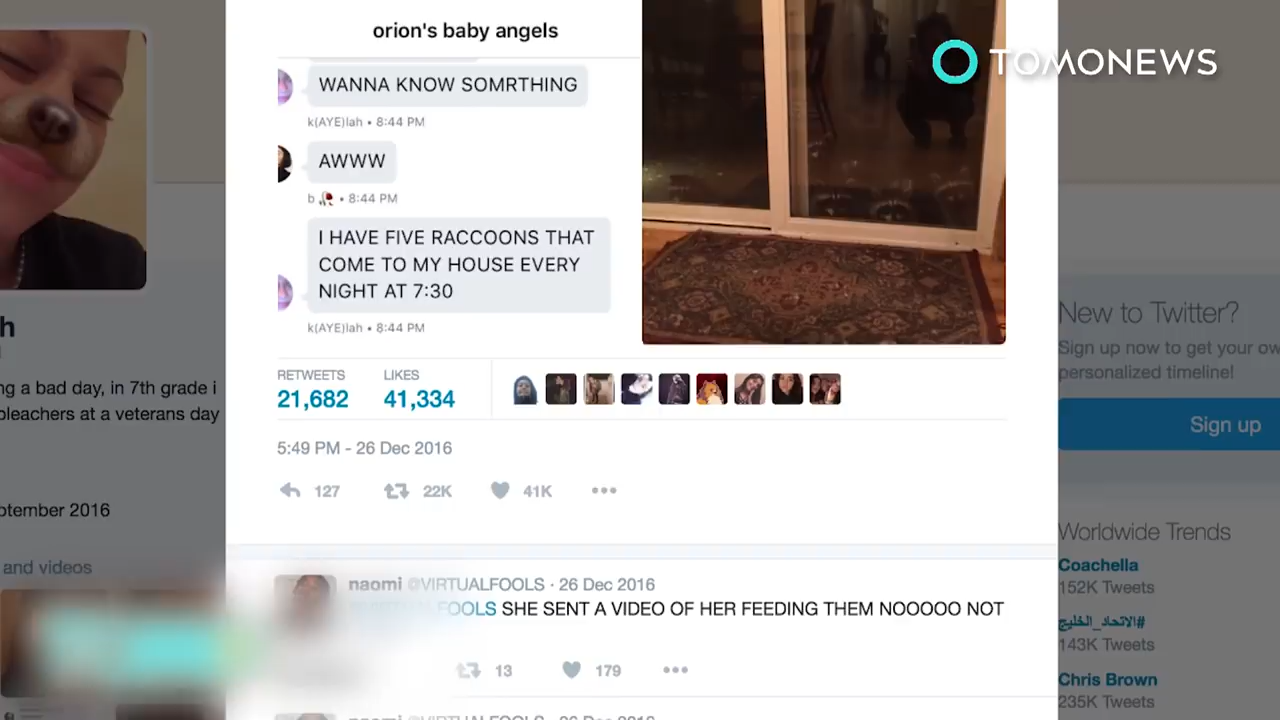 orion's baby angels
TOMONEWS
WANNA KNOW SOMRTHING
k(AYE)lah • 8:44 PM
AWWW
b 🥀 • 8:44 PM
I HAVE FIVE RACCOONS THAT
COME TO MY HOUSE EVERY
NIGHT AT 7:30
k(AYE)lah • 8:44 PM
RETWEETS
LIKES
21,682
41,334
5:49 PM - 26 Dec 2016
127
22K
41K
•••
naomi @VIRTUALFOOLS · 26 Dec 2016
FOOLS SHE SENT A VIDEO OF HER FEEDING THEM NOOOOO NOT
13
179
•••
naomi @VIRTUALFOOLS · 26 Dec 2016
h
ng a bad day, in 7th grade i
bleachers at a veterans day
ptember 2016
and videos
New to Twitter?
Sign up now to get your ow
personalized timeline!
Sign up
Worldwide Trends
Coachella
152K Tweets
#الاتحاد_الخليج
143K Tweets
Chris Brown
235K Tweets